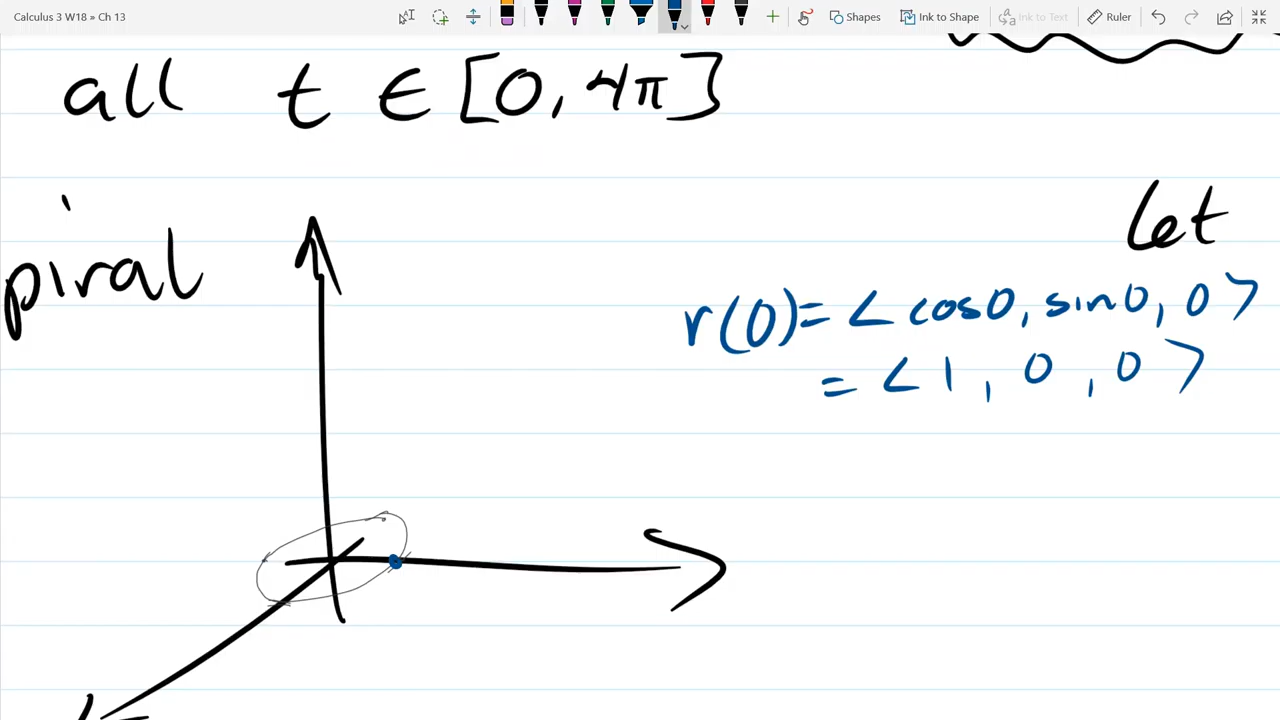 Calculus 3 W18 » Ch 13
Shapes
Ink to Shape
Ink to Text
Ruler
all t ∈ [0, 4π]
piral
let
r(0) = < cos0, sin0, 0 >
= < 1, 0, 0 >